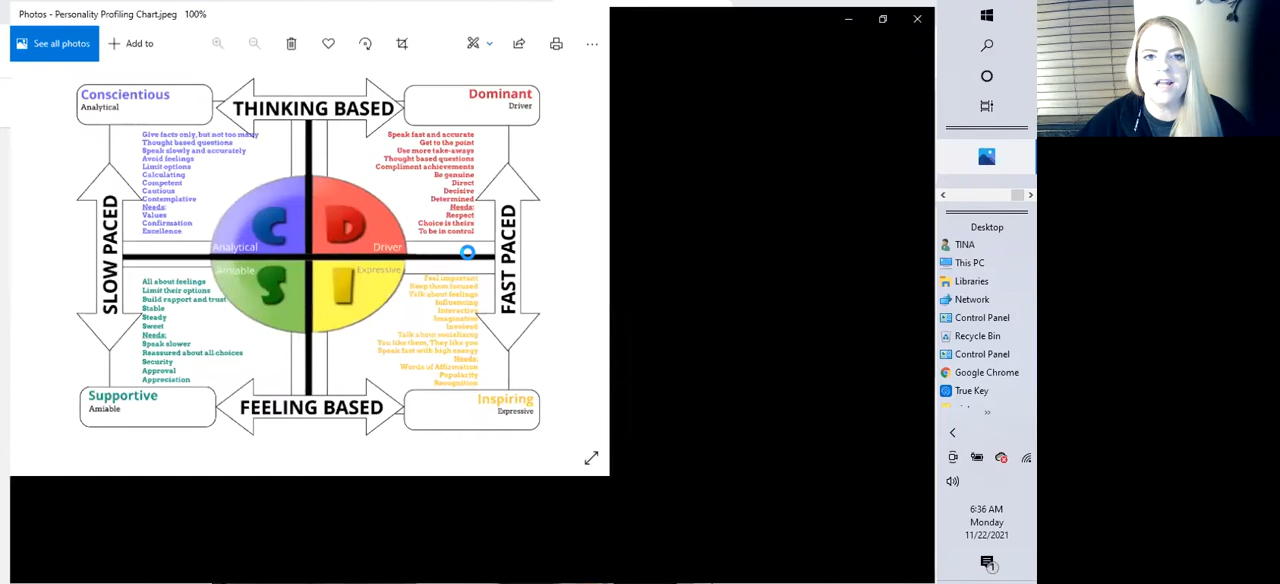 Photos - Personality Profiling Chart.jpeg 100%
See all photos
Add to
Conscientious
Analytical
THINKING BASED
Dominant
Driver
Give facts only, but not too many
Thought based questions
Speak slowly and accurately
Avoid feelings
Limit options
Calculating
Competent
Cautious
Contemplative
Needs:
Values
Confirmation
Excellence
Speak fast and accurate
Get to the point
Use more take-aways
Thought based questions
Compliment achievements
Be genuine
Direct
Decisive
Determined
Needs:
Respect
Choice is theirs
To be in control
SLOW PACED
FAST PACED
C
D
Analytical
Driver
Amiable
Expressive
S
I
All about feelings
Limit their options
Build rapport and trust
Stable
Steady
Sweet
Needs:
Speak slower
Reassured about all choices
Security
Approval
Appreciation
Feel important
Keep them focused
Talk about feelings
Influencing
Interactive
Imaginative
Involved
Talk about socializing
You like them, They like you
Speak fast with high energy
Needs:
Words of Affirmation
Popularity
Recognition
Supportive
Amiable
FEELING BASED
Inspiring
Expressive
Desktop
TINA
This PC
Libraries
Network
Control Panel
Recycle Bin
Control Panel
Google Chrome
True Key
6:36 AM
Monday
11/22/2021
1